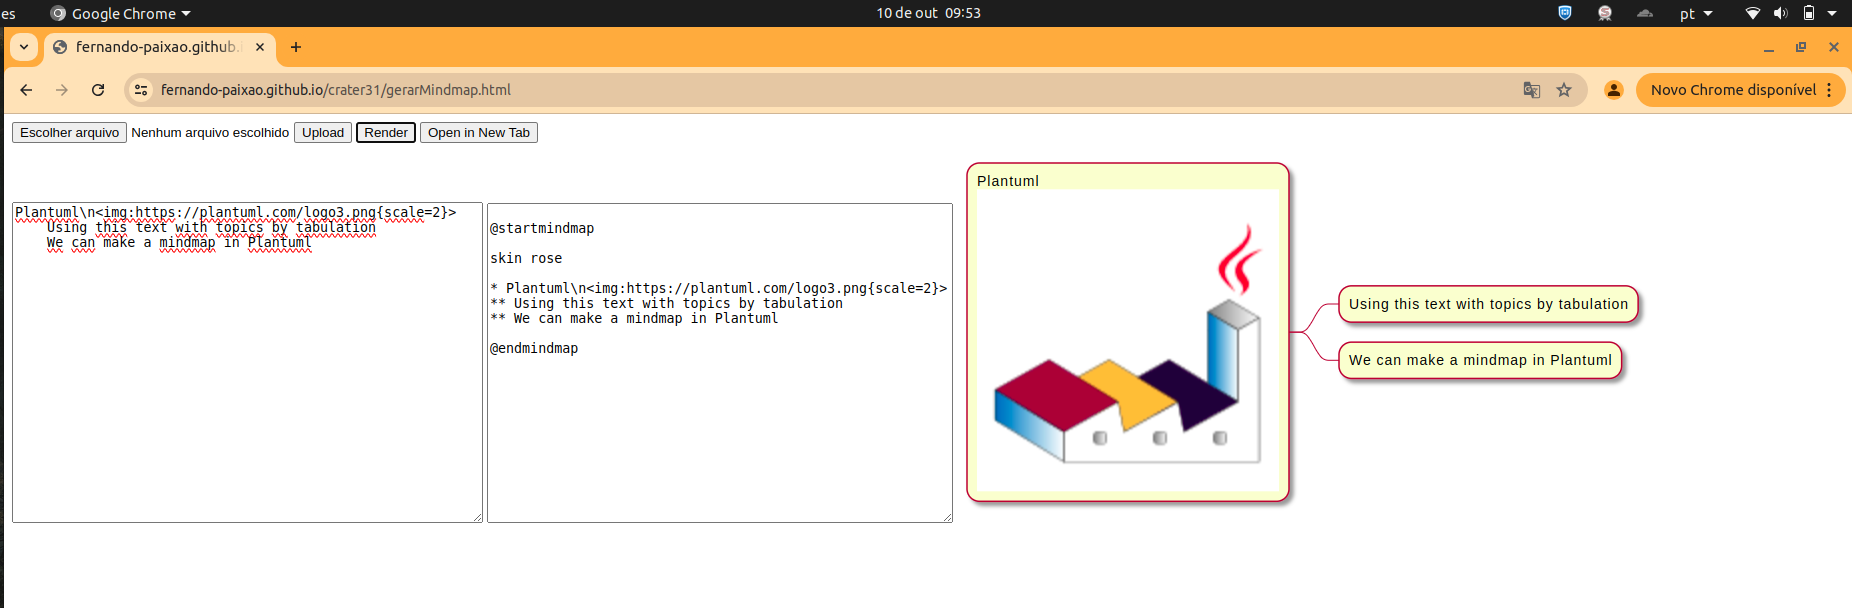 es
Google Chrome
10 de out 09:53
pt
fernando-paixao.github.i
fernando-paixao.github.io/crater31/gerarMindmap.html
Novo Chrome disponível
Escolher arquivo Nenhum arquivo escolhido Upload Render Open in New Tab
Plantuml\n<img:https://plantuml.com/logo3.png{scale=2}>
Using this text with topics by tabulation
We can make a mindmap in Plantuml
@startmindmap
skin rose
* Plantuml\n<img:https://plantuml.com/logo3.png{scale=2}>
** Using this text with topics by tabulation
** We can make a mindmap in Plantuml
@endmindmap
Plantuml
Using this text with topics by tabulation
We can make a mindmap in Plantuml